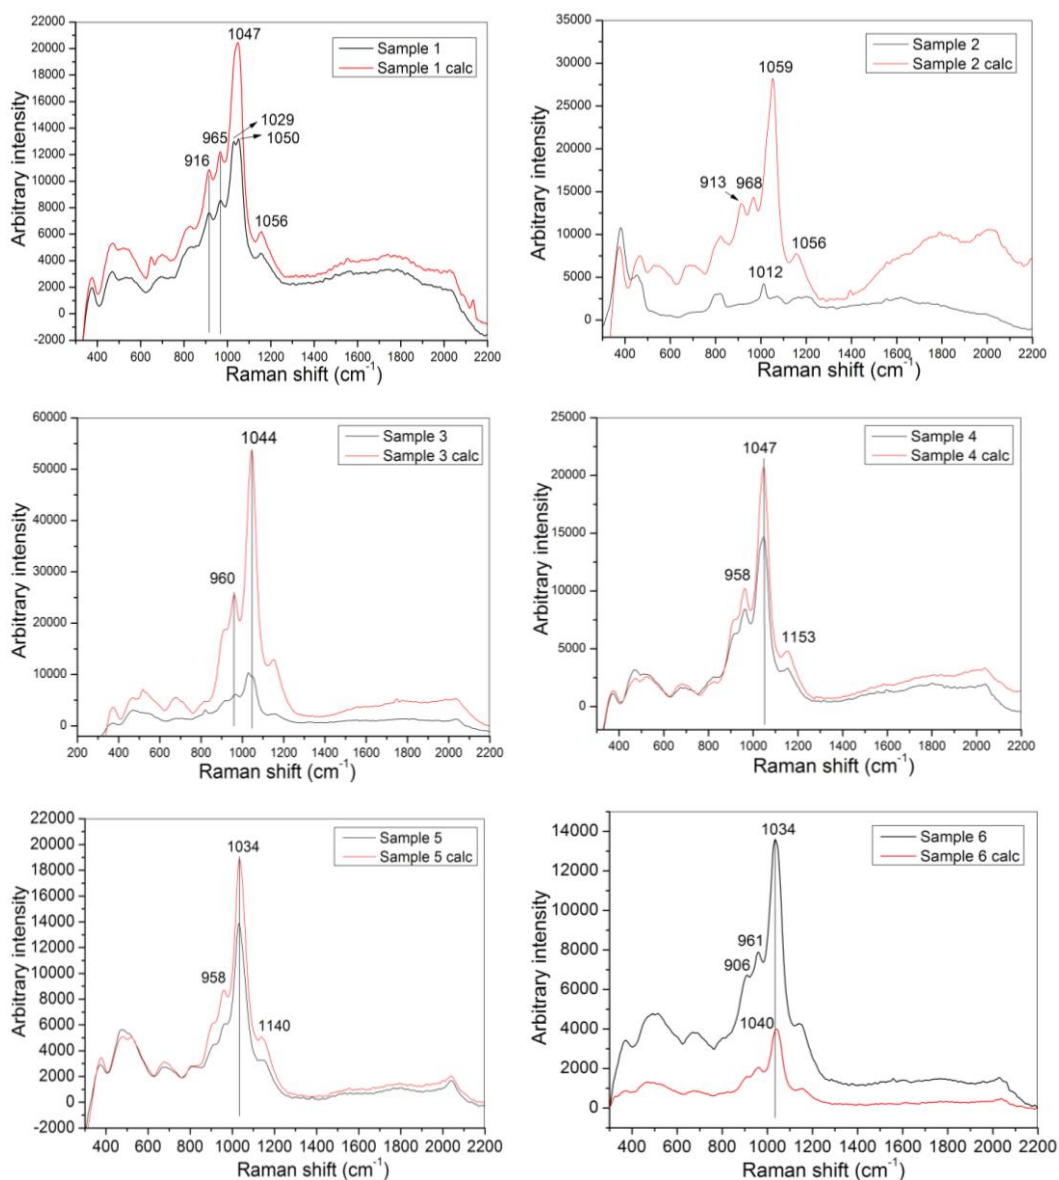 22000
20000
18000
16000
14000
12000
10000
8000
6000
4000
2000
0
-2000
Arbitrary intensity
1047
Sample 1
Sample 1 calc
965
1029
1050
916
1056
400 600 800 1000 1200 1400 1600 1800 2000 2200
Raman shift (cm⁻¹)
35000
30000
25000
20000
15000
10000
5000
0
Arbitrary intensity
Sample 2
Sample 2 calc
1059
913
968
1056
1012
400 600 800 1000 1200 1400 1600 1800 2000 2200
Raman shift (cm⁻¹)
60000
50000
40000
30000
20000
10000
0
Arbitrary intensity
1044
Sample 3
Sample 3 calc
960
200 400 600 800 1000 1200 1400 1600 1800 2000 2200
Raman shift (cm⁻¹)
25000
20000
15000
10000
5000
0
Arbitrary intensity
1047
Sample 4
Sample 4 calc
958
1153
400 600 800 1000 1200 1400 1600 1800 2000 2200
Raman shift (cm⁻¹)
22000
20000
18000
16000
14000
12000
10000
8000
6000
4000
2000
0
-2000
Arbitrary intensity
1034
Sample 5
Sample 5 calc
958
1140
400 600 800 1000 1200 1400 1600 1800 2000 2200
Raman shift (cm⁻¹)
14000
12000
10000
8000
6000
4000
2000
0
Arbitrary intensity
1034
Sample 6
Sample 6 calc
961
906
1040
400 600 800 1000 1200 1400 1600 1800 2000 2200
Raman shift (cm⁻¹)